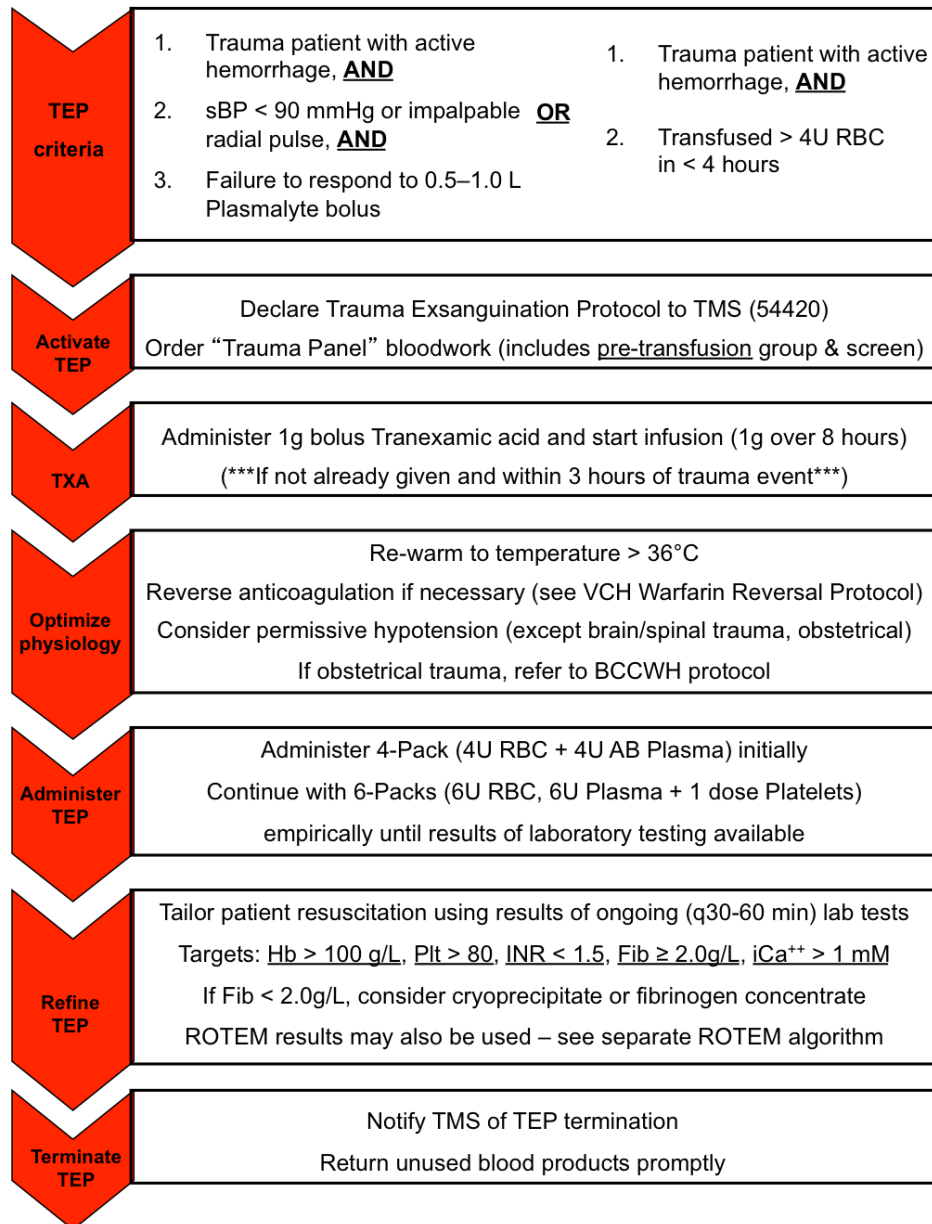 TEP
criteria
1. Trauma patient with active
hemorrhage, AND
2. sBP < 90 mmHg or impalpable
radial pulse, AND
3. Failure to respond to 0.5–1.0 L
Plasmalyte bolus
OR
1. Trauma patient with active
hemorrhage, AND
2. Transfused > 4U RBC
in < 4 hours
Activate
TEP
Declare Trauma Exsanguination Protocol to TMS (54420)
Order “Trauma Panel” bloodwork (includes pre-transfusion group & screen)
TXA
Administer 1g bolus Tranexamic acid and start infusion (1g over 8 hours)
(***If not already given and within 3 hours of trauma event***)
Optimize
physiology
Re-warm to temperature > 36°C
Reverse anticoagulation if necessary (see VCH Warfarin Reversal Protocol)
Consider permissive hypotension (except brain/spinal trauma, obstetrical)
If obstetrical trauma, refer to BCCWH protocol
Administer
TEP
Administer 4-Pack (4U RBC + 4U AB Plasma) initially
Continue with 6-Packs (6U RBC, 6U Plasma + 1 dose Platelets)
empirically until results of laboratory testing available
Refine
TEP
Tailor patient resuscitation using results of ongoing (q30-60 min) lab tests
Targets: Hb > 100 g/L, Plt > 80, INR < 1.5, Fib ≥ 2.0g/L, iCa⁺⁺ > 1 mM
If Fib < 2.0g/L, consider cryoprecipitate or fibrinogen concentrate
ROTEM results may also be used – see separate ROTEM algorithm
Terminate
TEP
Notify TMS of TEP termination
Return unused blood products promptly